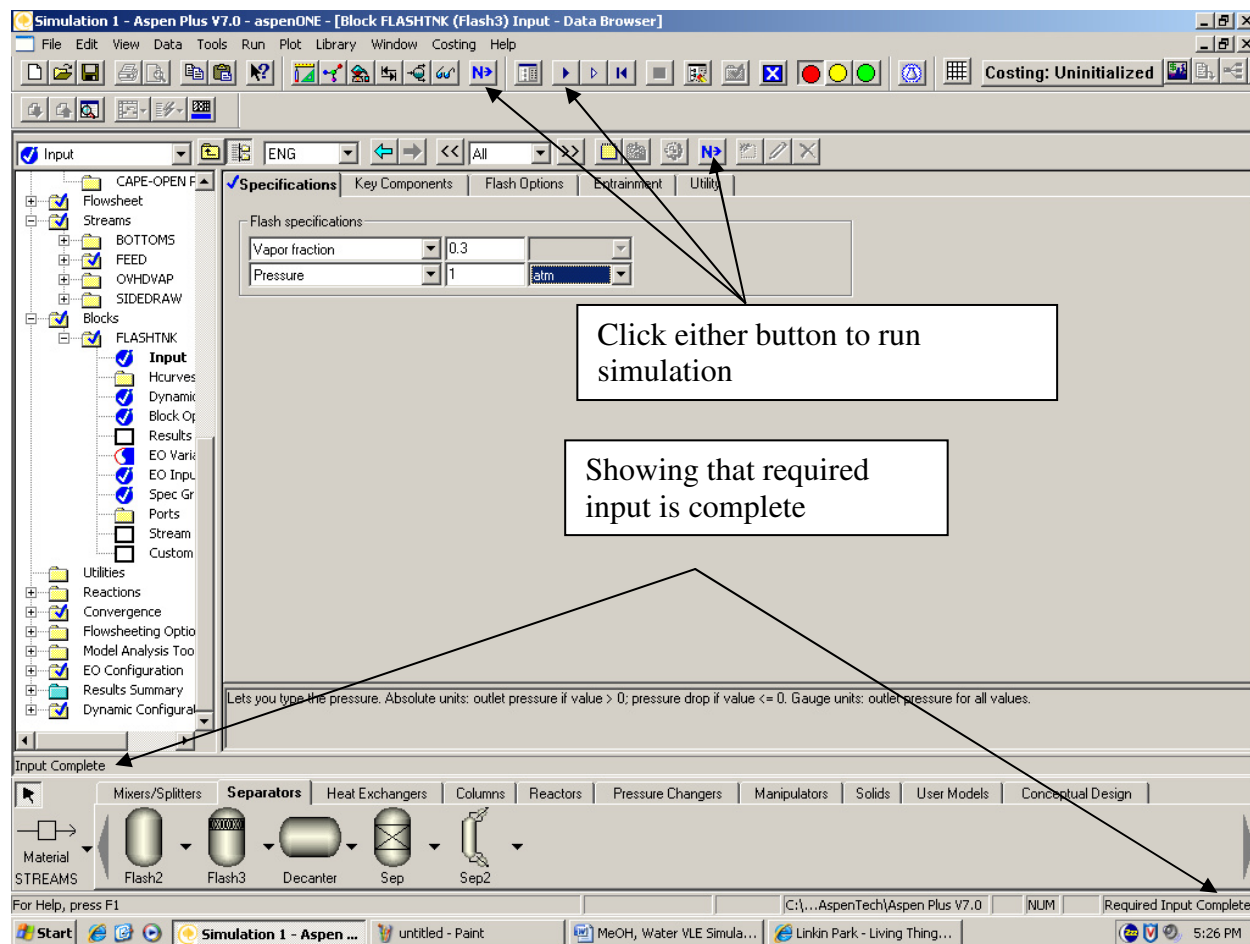 Simulation 1 - Aspen Plus V7.0 - aspenONE - [Block FLASHTNK (Flash3) Input - Data Browser]
File Edit View Data Tools Run Plot Library Window Costing Help
N> Costing: Uninitialized
Input ENG << All >> N>
CAPE-OPEN
Flowsheet
Streams
BOTTOMS
FEED
OVHDVAP
SIDEDRAW
Blocks
FLASHTNK
Input
Hcurves
Dynamic
Block Op
Results
EO Varia
EO Inpu
Spec Gr
Ports
Stream
Custom
Utilities
Reactions
Convergence
Flowsheeting Optio
Model Analysis Too
EO Configuration
Results Summary
Dynamic Configurat
Specifications Key Components Flash Options Entrainment Utility
Flash specifications
Vapor fraction 0.3
Pressure 1 atm
Click either button to run
simulation
Showing that required
input is complete
Lets you type the pressure. Absolute units: outlet pressure if value > 0; pressure drop if value <= 0. Gauge units: outlet pressure for all values.
Input Complete
Mixers/Splitters Separators Heat Exchangers Columns Reactors Pressure Changers Manipulators Solids User Models Conceptual Design
Material
STREAMS Flash2 Flash3 Decanter Sep Sep2
For Help, press F1 C:\...AspenTech\Aspen Plus V7.0 NUM Required Input Complete
Start Simulation 1 - Aspen ... untitled - Paint MeOH, Water VLE Simula... Linkin Park - Living Thing... 5:26 PM